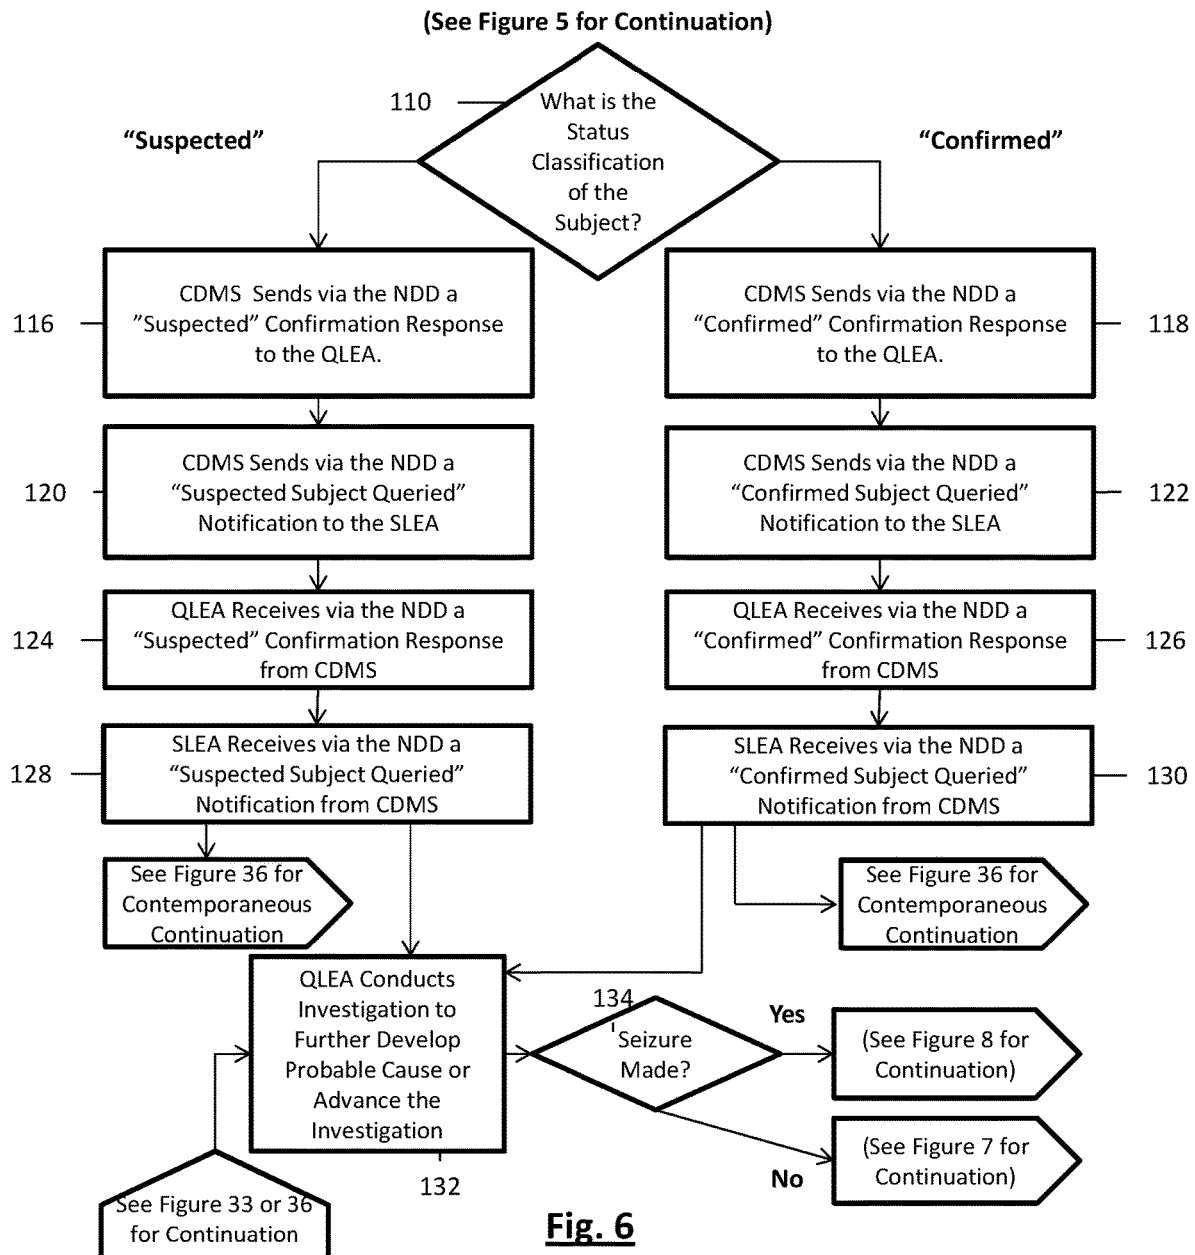 (See Figure 5 for Continuation)
110
What is the
Status
Classification
of the
Subject?
“Suspected”
“Confirmed”
CDMS Sends via the NDD a
”Suspected” Confirmation Response
to the QLEA.
116
CDMS Sends via the NDD a
“Confirmed” Confirmation Response
to the QLEA.
118
CDMS Sends via the NDD a
“Suspected Subject Queried”
Notification to the SLEA
120
CDMS Sends via the NDD a
“Confirmed Subject Queried”
Notification to the SLEA
122
QLEA Receives via the NDD a
“Suspected” Confirmation Response
from CDMS
124
QLEA Receives via the NDD a
“Confirmed” Confirmation Response
from CDMS
126
SLEA Receives via the NDD a
“Suspected Subject Queried”
Notification from CDMS
128
SLEA Receives via the NDD a
“Confirmed Subject Queried”
Notification from CDMS
130
See Figure 36 for
Contemporaneous
Continuation
See Figure 36 for
Contemporaneous
Continuation
QLEA Conducts
Investigation to
Further Develop
Probable Cause or
Advance the
Investigation
132
134
Seizure
Made?
Yes
(See Figure 8 for
Continuation)
No
(See Figure 7 for
Continuation)
See Figure 33 or 36
for Continuation
Fig. 6